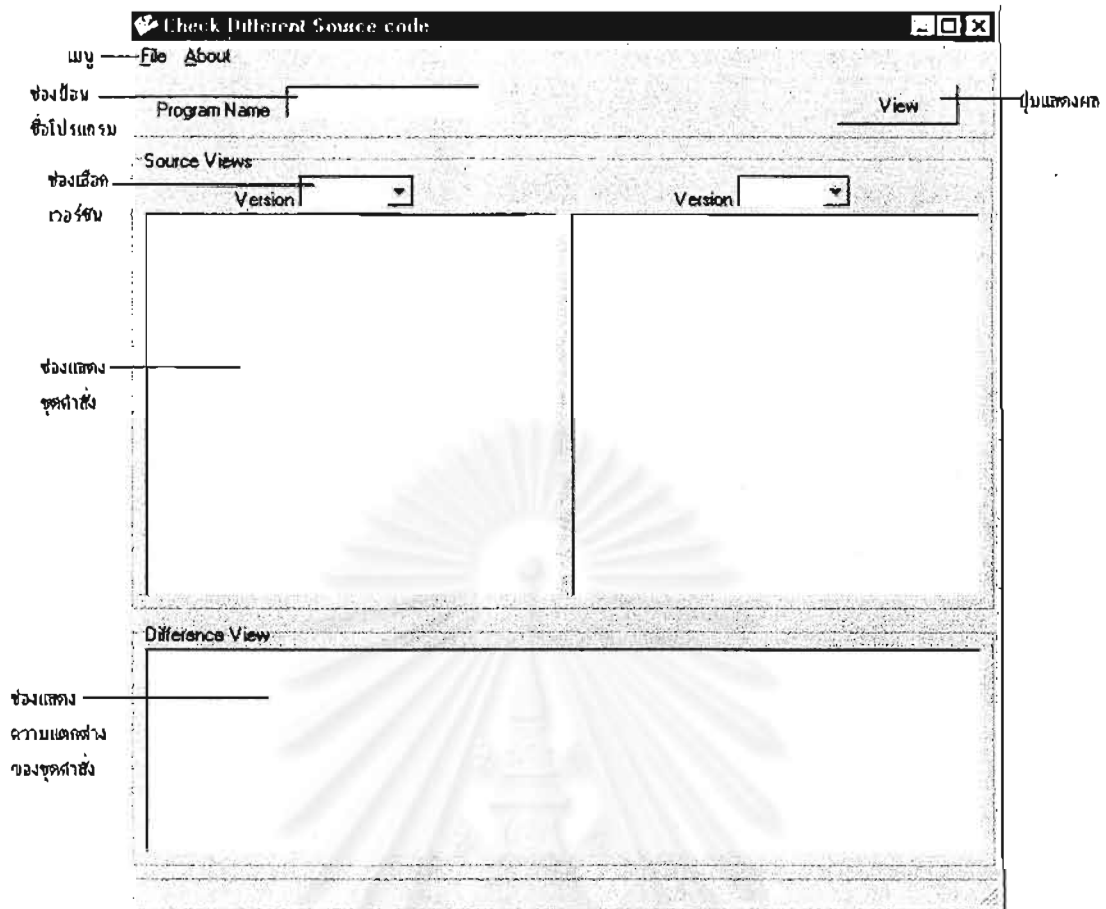 Check Different Source code
เมนู
File About
ช่องป้อน
ชื่อโปรแกรม
Program Name
View
ปุ่มแสดงผล
Source Views
ช่องเลือก
เวอร์ชัน
Version
Version
ช่องแสดง
ชุดคำสั่ง
Difference View
ช่องแสดง
ความแตกต่าง
ของชุดคำสั่ง